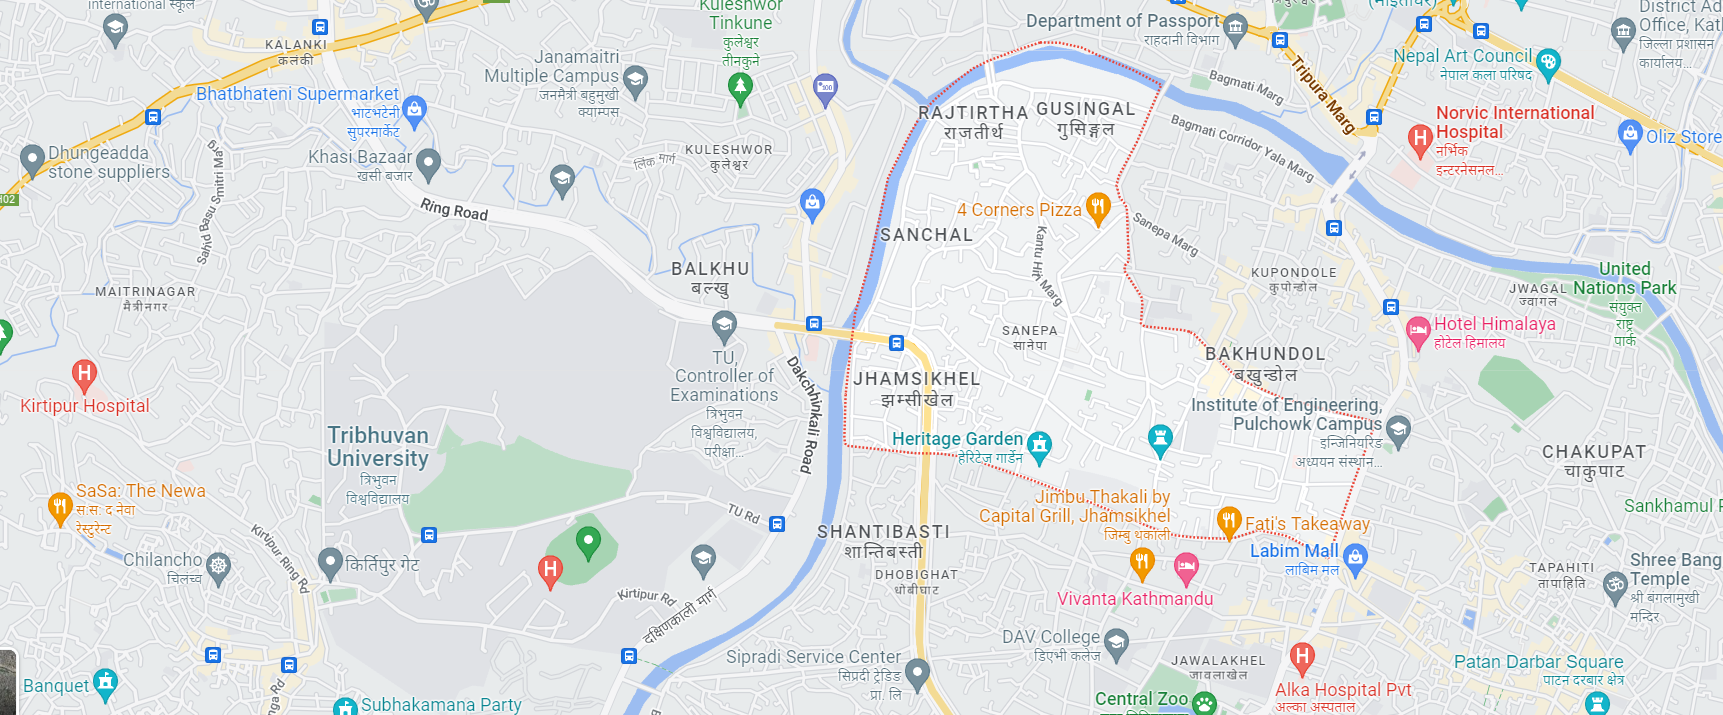 international स्कूल
KALANKI
कलंकी
Kuleshwor
Tinkune
कुलेश्वर
तीनकुने
Janamaitri
Multiple Campus
जनमैत्री बहुमुखी
क्याम्पस
Department of Passport
राहदानी विभाग
District Ad
Office, Kat
जिल्ला प्रशासन
कार्यालय...
Nepal Art Council
नेपाल कला परिषद
Tripura Marg
Bagmati Marg
Bagmati Corridor Yala Marg
Norvic International
Hospital
नर्भिक
इन्टरनेसनल...
Oliz Store
Bhatbhateni Supermarket
भाटभटेनी
सुपरमार्केट
Dhungeadda
stone suppliers
Khasi Bazaar
खसी बजार
KULESHWOR
कुलेश्वर
लिंक मार्ग
RAJTIRTHA
राजतीर्थ
GUSINGAL
गुसिङ्गल
H02
Sahid Basu Smitri Marg
Ring Road
4 Corners Pizza
SANCHAL
Kantu Hiti Marg
Sanepa Marg
BALKHU
बल्खु
MAITRINAGAR
मैत्रीनगर
KUPONDOLE
कुपोन्डोल
JWAGAL
ज्वागल
United
Nations Park
संयुक्त
राष्ट्र
पार्क
TU,
Controller of
Examinations
त्रिभुवन
विश्वविद्यालय,
परीक्षा...
SANEPA
सानेपा
Hotel Himalaya
होटेल हिमालय
BAKHUNDOL
बखुन्डोल
Dakchhinkali Road
JHAMSIKHEL
झम्सीखेल
Kirtipur Hospital
Institute of Engineering,
Pulchowk Campus
इन्जिनियरिङ
अध्ययन संस्थान...
Tribhuvan
University
त्रिभुवन
विश्वविद्यालय
Heritage Garden
हेरिटेज गार्डेन
CHAKUPAT
चाकुपाट
SaSa: The Newa
स:स: द नेवा
रेस्टुरेन्ट
Jimbu Thakali by
Capital Grill, Jhamsikhel
जिम्बु थकाली
Sankhamul P
TU Rd
Fati's Takeaway
SHANTIBASTI
शान्तिबस्ती
Labim Mall
लाबिम मल
Kirtipur Ring Rd
Chilancho
चिलंच्व
किर्तिपुर गेट
DHOBIGHAT
धोबीघाट
TAPAHITI
तापाहिति
Shree Bang
Temple
श्री बंगलामुखी
मन्दिर
Kirtipur Rd
दक्षिणकाली मार्ग
Vivanta Kathmandu
DAV College
डिएभी कलेज
Sipradi Service Center
सिप्रदी ट्रेडिङ
प्रा. लि
JAWALAKHEL
जावलाखेल
Patan Darbar Square
पाटन दरबार क्षेत्र
Banquet
Subhakamana Party
Central Zoo
Alka Hospital Pvt
अल्का अस्पताल